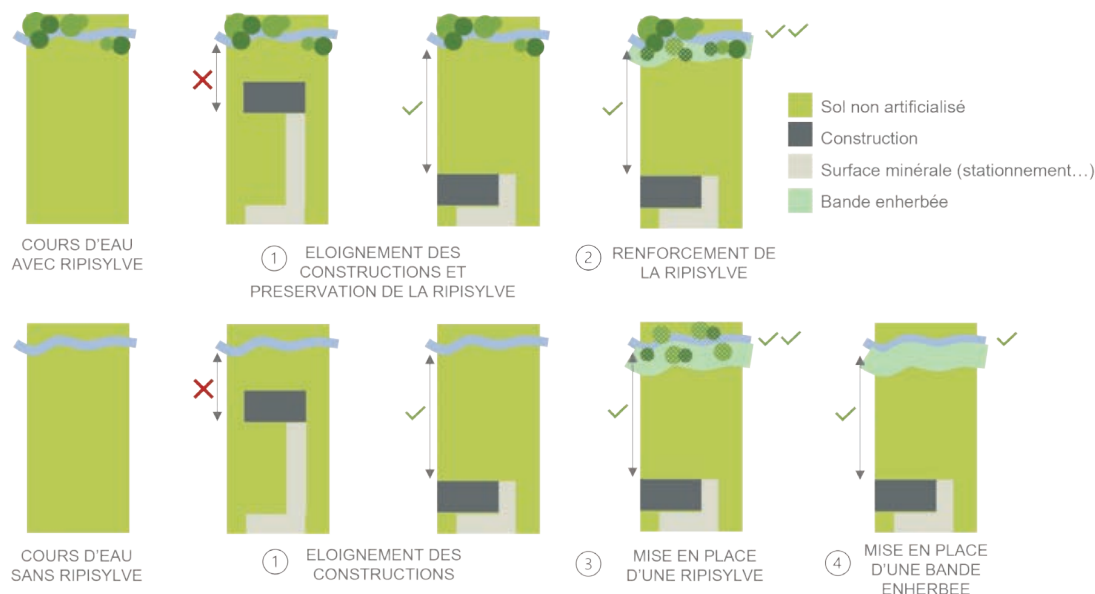 Sol non artificialisé
Construction
Surface minérale (stationnement...)
Bande enherbée
COURS D'EAU
AVEC RIPISYLVE
1 ELOIGNEMENT DES
CONSTRUCTIONS ET
PRESERVATION DE LA RIPISYLVE
2 RENFORCEMENT DE
LA RIPISYLVE
COURS D'EAU
SANS RIPISYLVE
1 ELOIGNEMENT DES
CONSTRUCTIONS
3 MISE EN PLACE
D'UNE RIPISYLVE
4 MISE EN PLACE
D'UNE BANDE
ENHERBEE